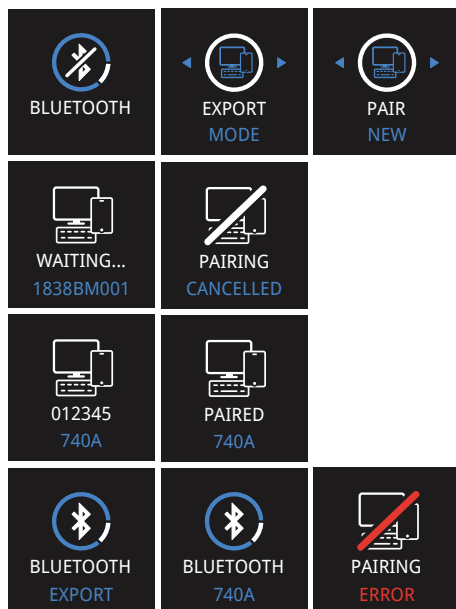 BLUETOOTH
EXPORT
MODE
PAIR
NEW
WAITING...
1838BM001
PAIRING
CANCELLED
012345
740A
PAIRED
740A
BLUETOOTH
EXPORT
BLUETOOTH
740A
PAIRING
ERROR